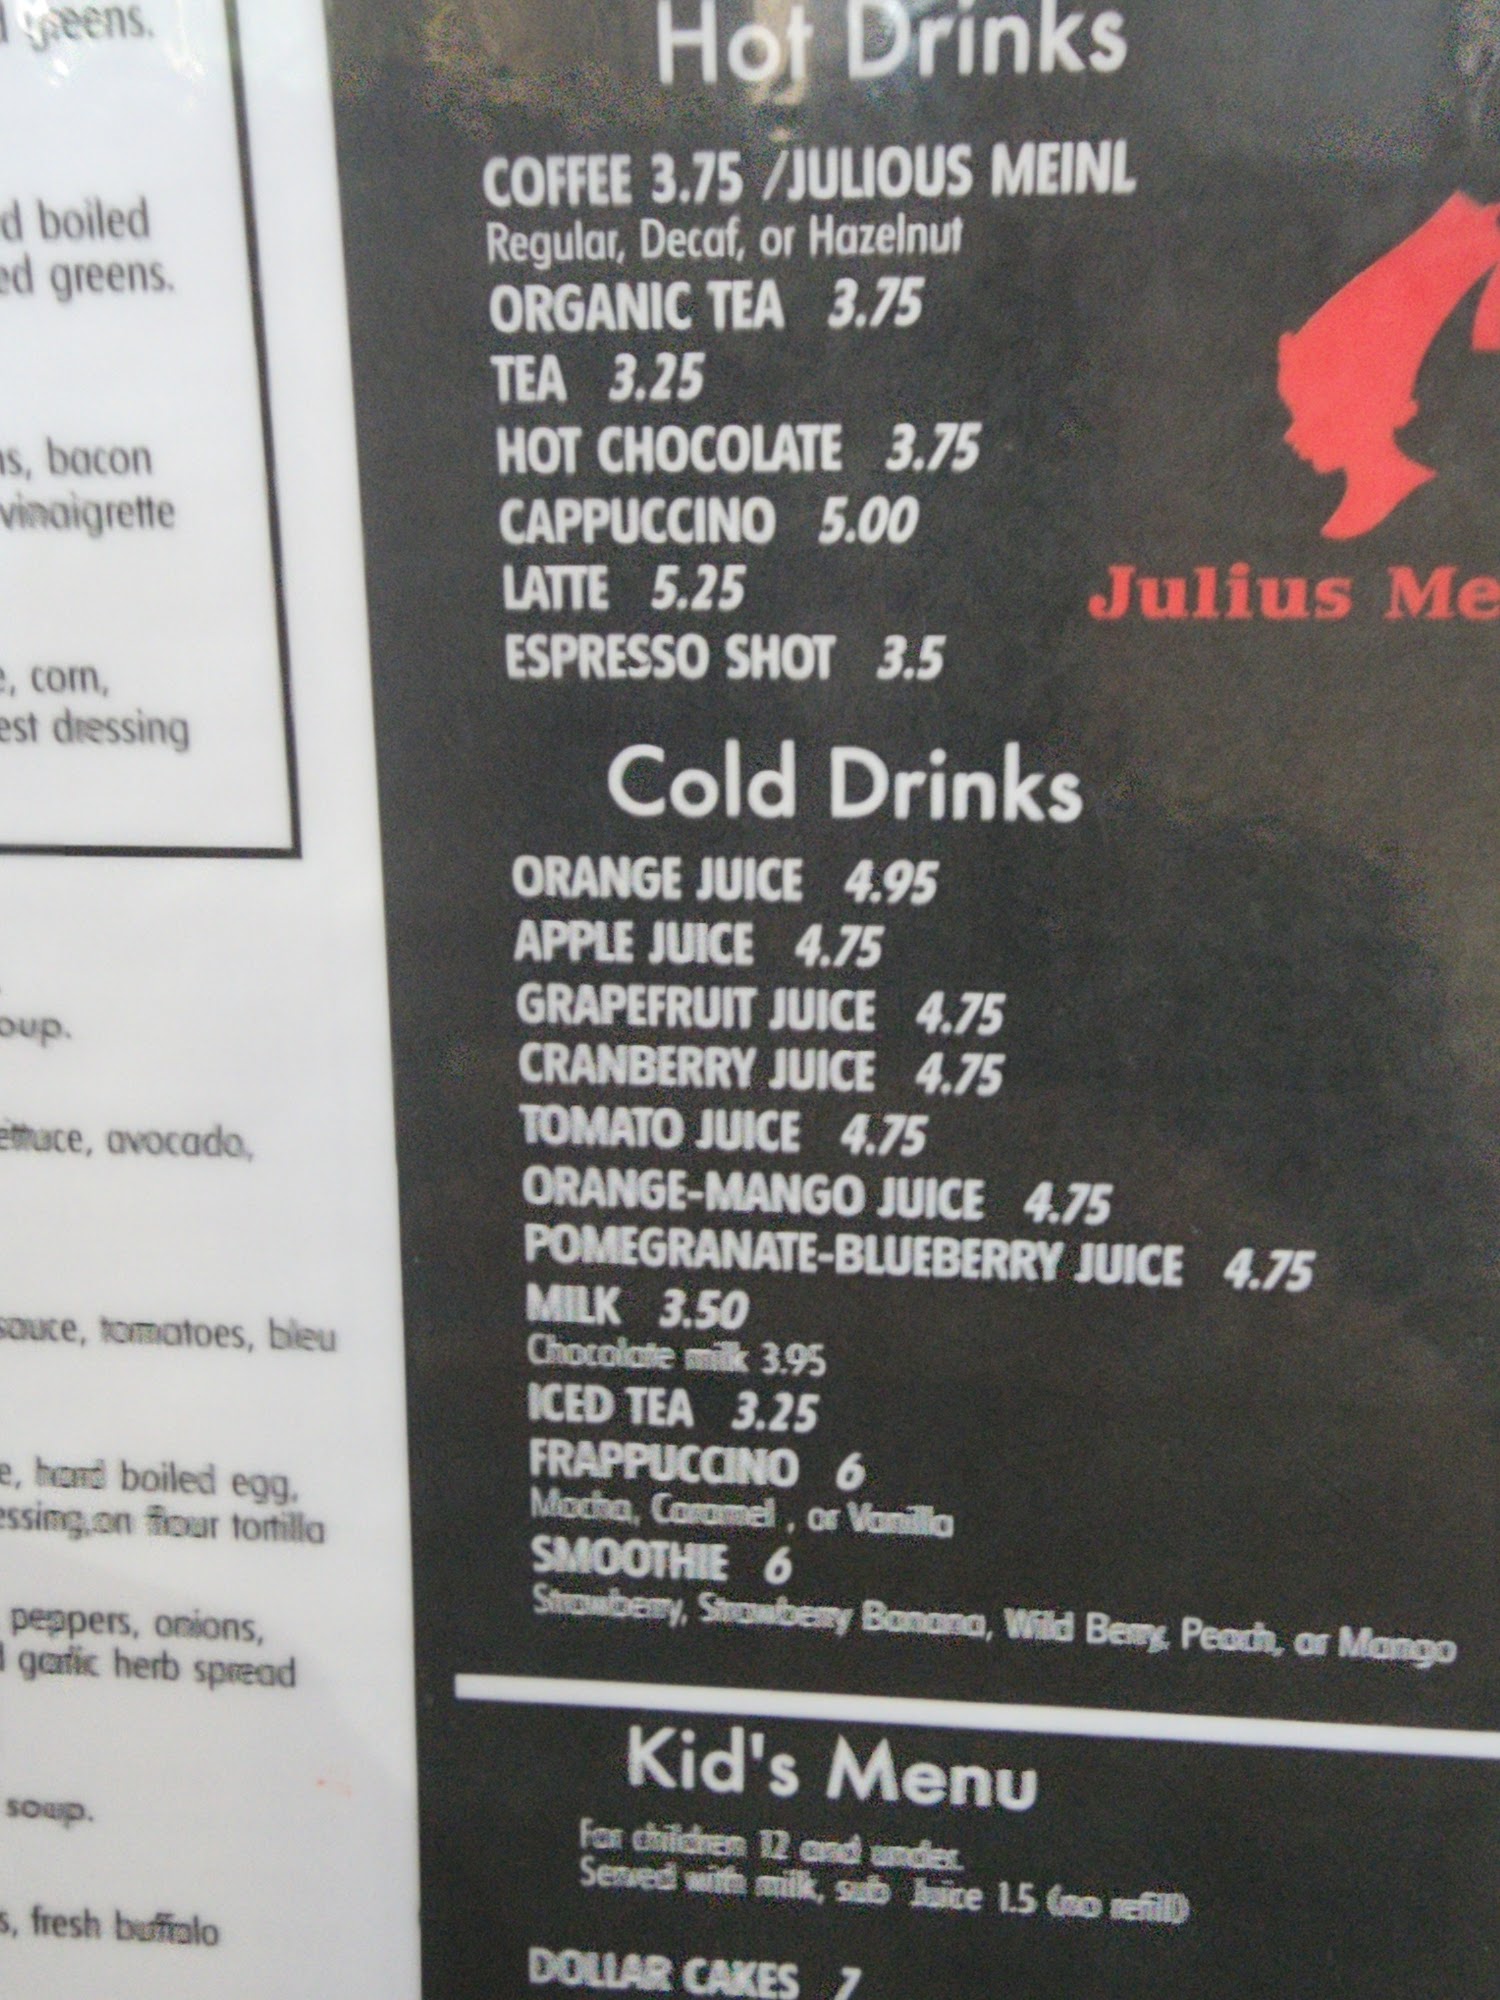 greens.
d boiled
ed greens.
ns, bacon
vinaigrette
e, corn,
est dressing
oup.
ettuce, avocado,
sauce, tomatoes, bleu
e, hard boiled egg,
essing,on flour tortilla
peppers, onions,
garlic herb spread
soup.
s, fresh buffalo
Hot Drinks
COFFEE 3.75 /JULIOUS MEINL
Regular, Decaf, or Hazelnut
ORGANIC TEA 3.75
TEA 3.25
HOT CHOCOLATE 3.75
CAPPUCCINO 5.00
LATTE 5.25
ESPRESSO SHOT 3.5
Julius Me
Cold Drinks
ORANGE JUICE 4.95
APPLE JUICE 4.75
GRAPEFRUIT JUICE 4.75
CRANBERRY JUICE 4.75
TOMATO JUICE 4.75
ORANGE-MANGO JUICE 4.75
POMEGRANATE-BLUEBERRY JUICE 4.75
MILK 3.50
Chocolate milk 3.95
ICED TEA 3.25
FRAPPUCCINO 6
Mocha, Caramel , or Vanilla
SMOOTHIE 6
Strawberry, Strawberry Banana, Wild Berry, Peach, or Mango
Kid's Menu
For children 12 and under.
Served with milk, sub Juice 1.5 (no refill)
DOLLAR CAKES 7